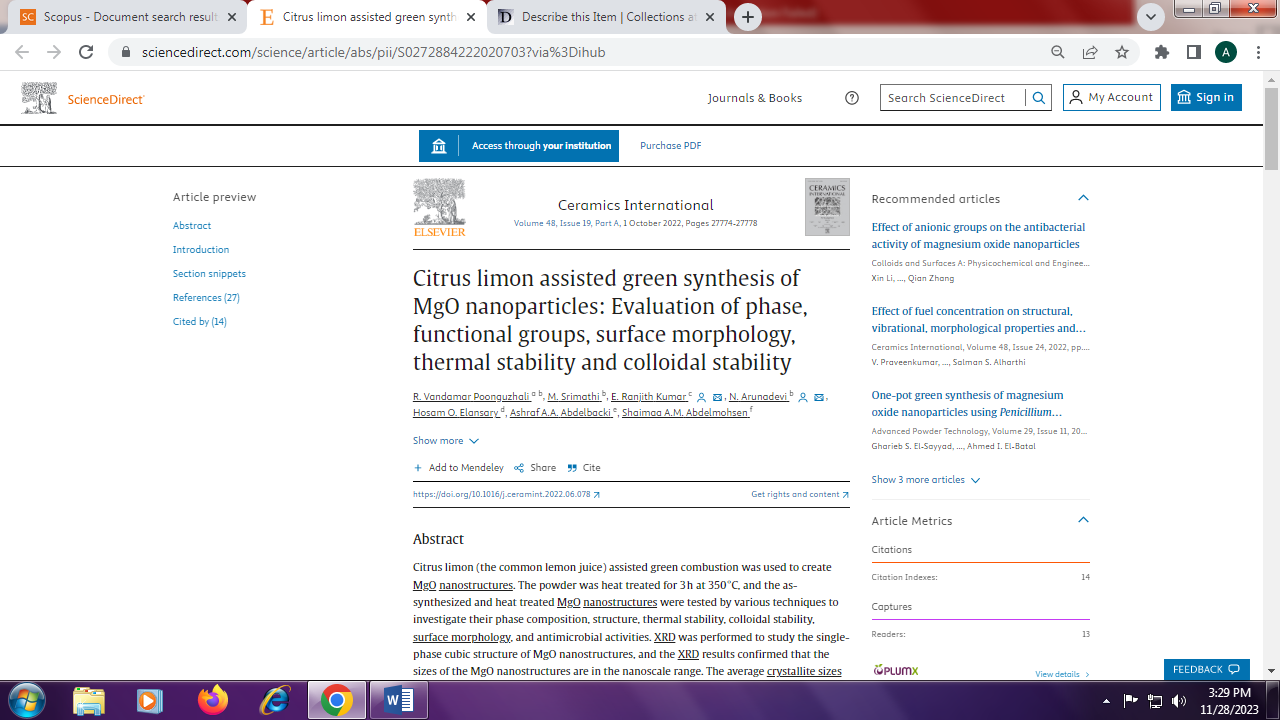 Scopus - Document search result
Citrus limon assisted green synth
Describe this Item | Collections a
sciencedirect.com/science/article/abs/pii/S0272884222020703?via%3Dihub
A
ScienceDirect
Journals & Books
Search ScienceDirect
My Account
Sign in
Access through your institution
Purchase PDF
Article preview
Abstract
Introduction
Section snippets
References (27)
Cited by (14)
ELSEVIER
Ceramics International
Volume 48, Issue 19, Part A, 1 October 2022, Pages 27774-27778
CERAMICS
INTERNATIONAL
Citrus limon assisted green synthesis of
MgO nanoparticles: Evaluation of phase,
functional groups, surface morphology,
thermal stability and colloidal stability
R. Vandamar Poonguzhali a b, M. Srimathi b, E. Ranjith Kumar c, N. Arunadevi b,
Hosam O. Elansary d, Ashraf A.A. Abdelbacki e, Shaimaa A.M. Abdelmohsen f
Show more
+ Add to Mendeley Share Cite
https://doi.org/10.1016/j.ceramint.2022.06.078
Get rights and content
Abstract
Citrus limon (the common lemon juice) assisted green combustion was used to create
MgO nanostructures. The powder was heat treated for 3 h at 350°C, and the as-
synthesized and heat treated MgO nanostructures were tested by various techniques to
investigate their phase composition, structure, thermal stability, colloidal stability,
surface morphology, and antimicrobial activities. XRD was performed to study the single-
phase cubic structure of MgO nanostructures, and the XRD results confirmed that the
sizes of the MgO nanostructures are in the nanoscale range. The average crystallite sizes
Recommended articles
Effect of anionic groups on the antibacterial
activity of magnesium oxide nanoparticles
Colloids and Surfaces A: Physicochemical and Enginee...
Xin Li, ..., Qian Zhang
Effect of fuel concentration on structural,
vibrational, morphological properties and...
Ceramics International, Volume 48, Issue 24, 2022, pp....
V. Praveenkumar, ..., Salman S. Alharthi
One-pot green synthesis of magnesium
oxide nanoparticles using Penicillium...
Advanced Powder Technology, Volume 29, Issue 11, 20...
Gharieb S. El-Sayyad, ..., Ahmed I. El-Batal
Show 3 more articles
Article Metrics
Citations
Citation Indexes: 14
Captures
Readers: 13
PLUMX
View details
FEEDBACK
3:29 PM
11/28/2023